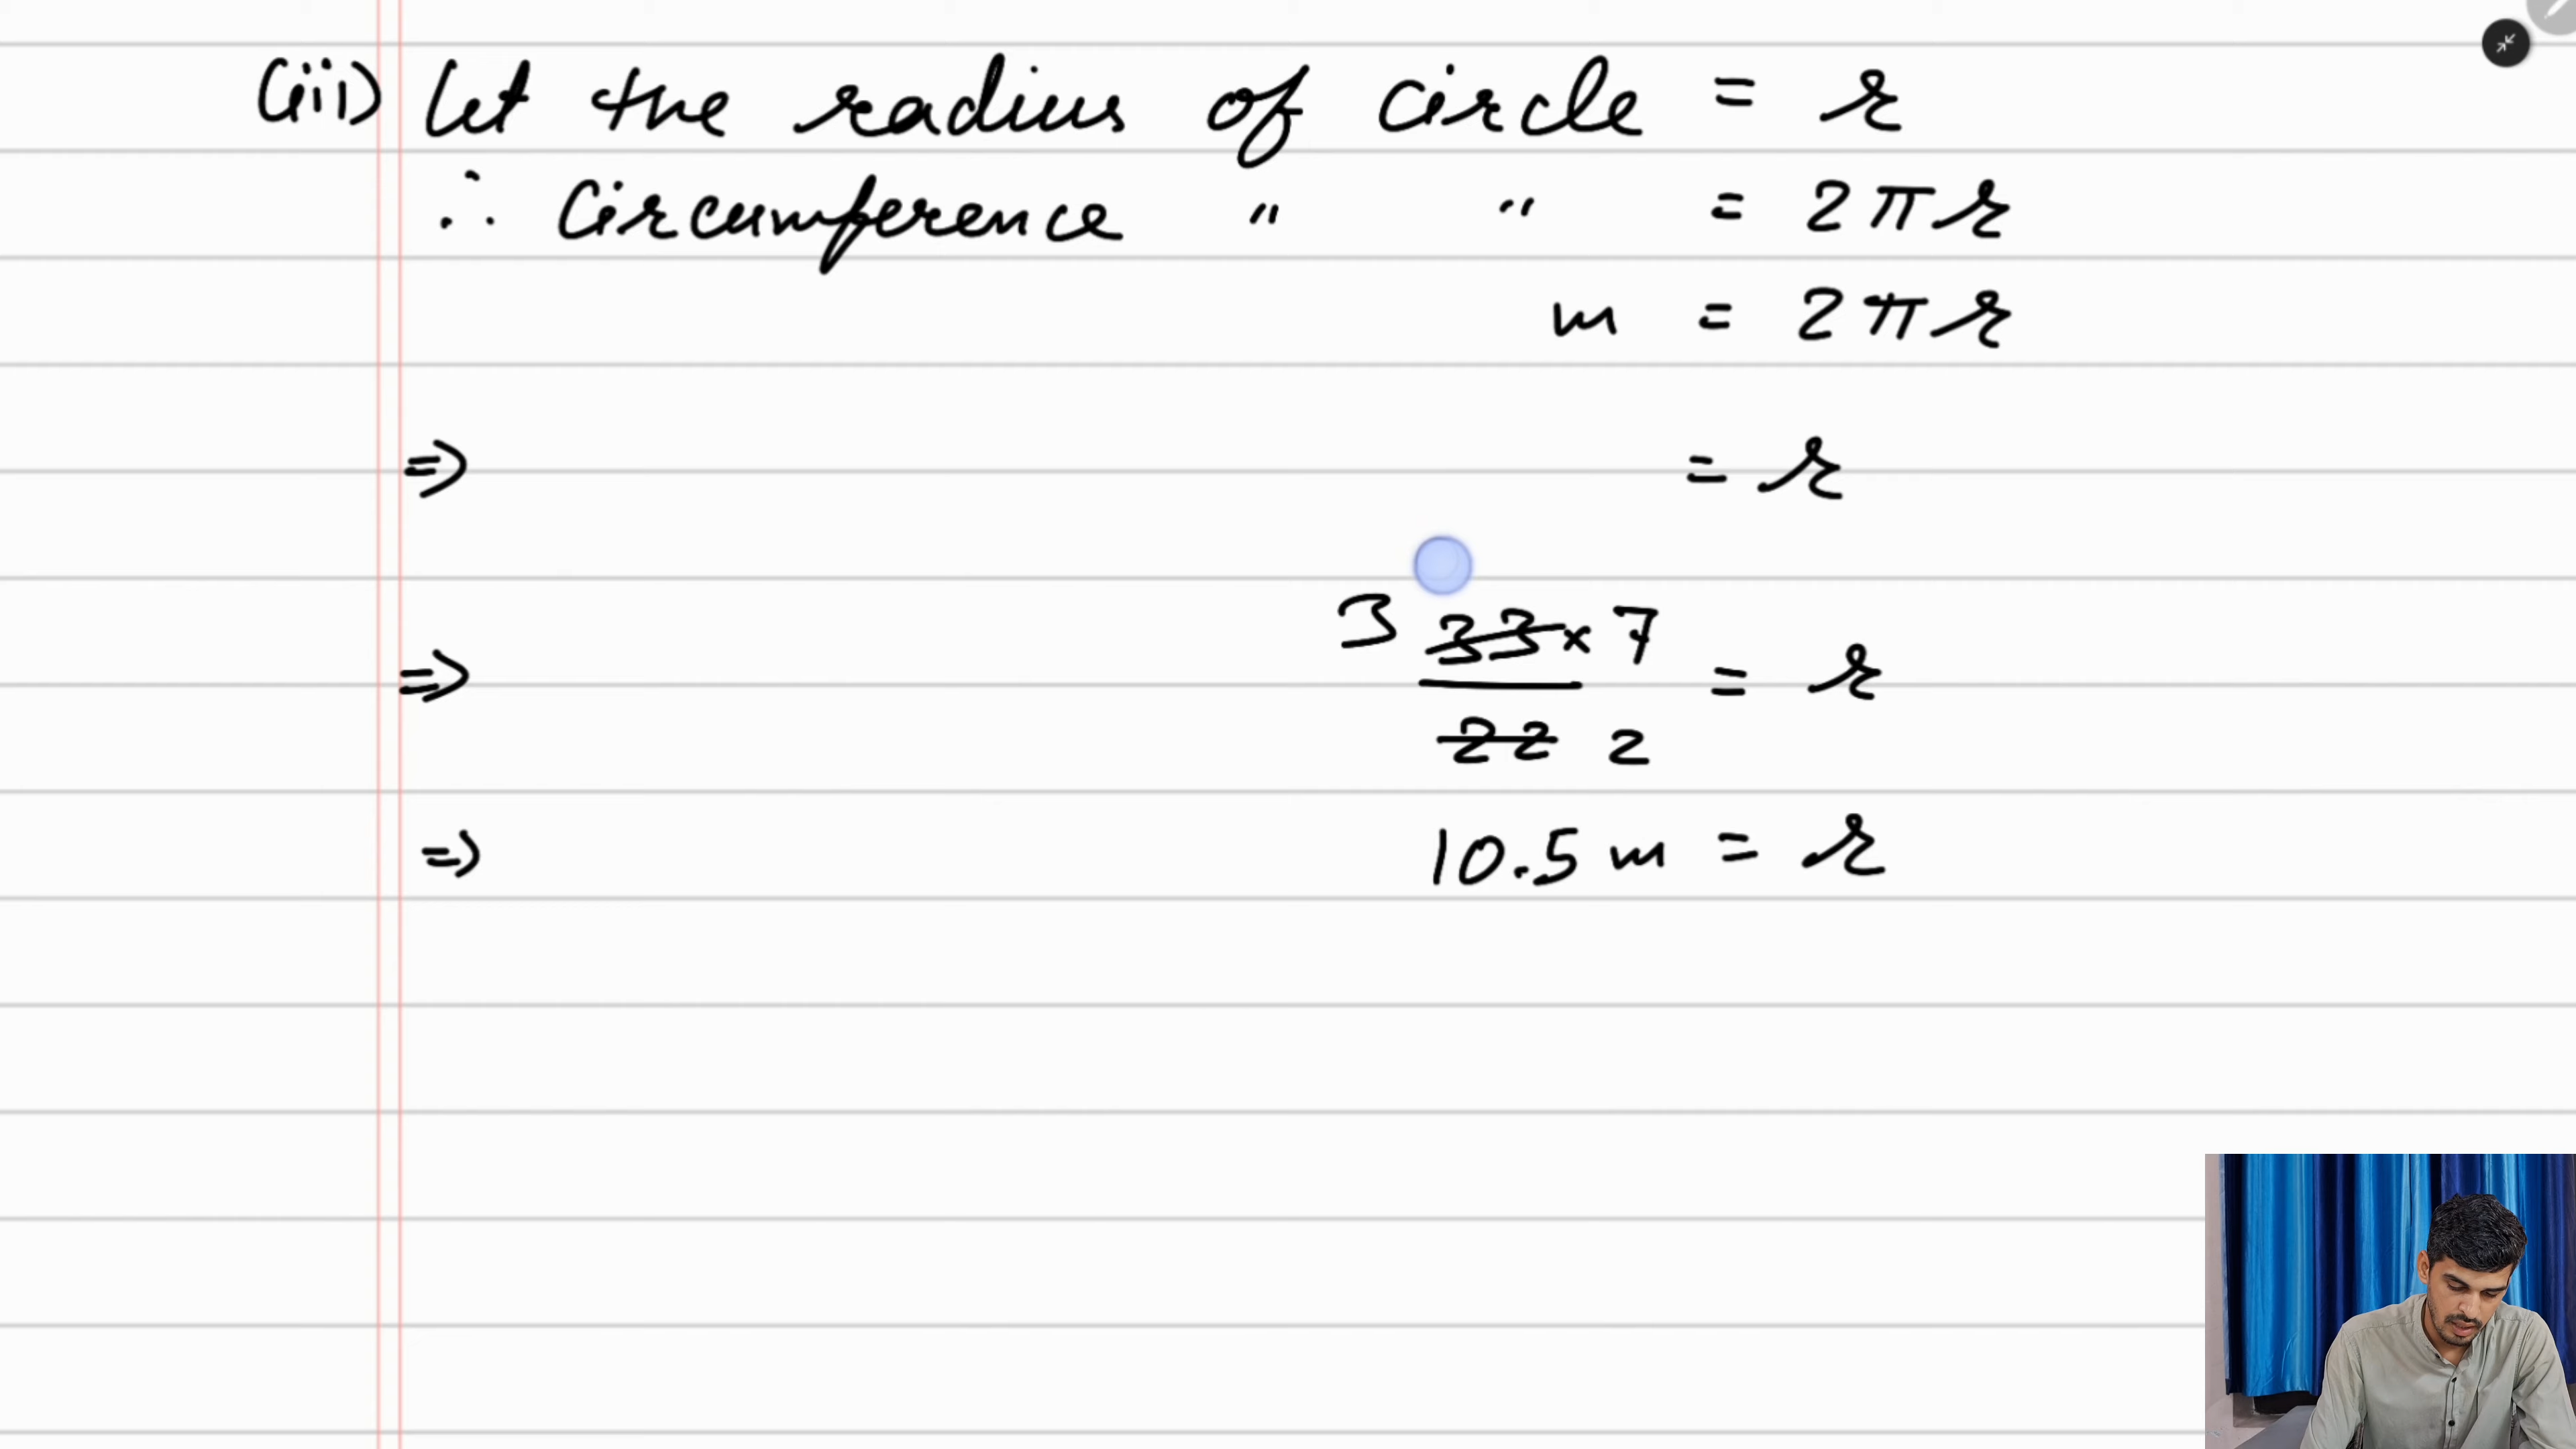 (iii) Let the radius of circle = r
∴ Circumference " " = 2πr
m = 2πr
⇒ = r
3 33 × 7
⇒ = r
22 2
⇒ 10.5 m = r